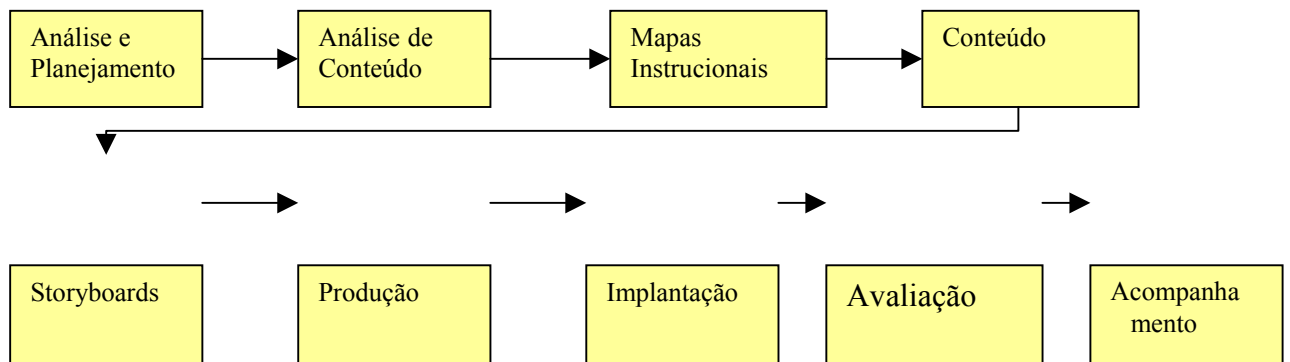 Análise e
Planejamento
Análise de
Conteúdo
Mapas
Instrucionais
Conteúdo
Storyboards
Produção
Implantação
Avaliação
Acompanha
mento